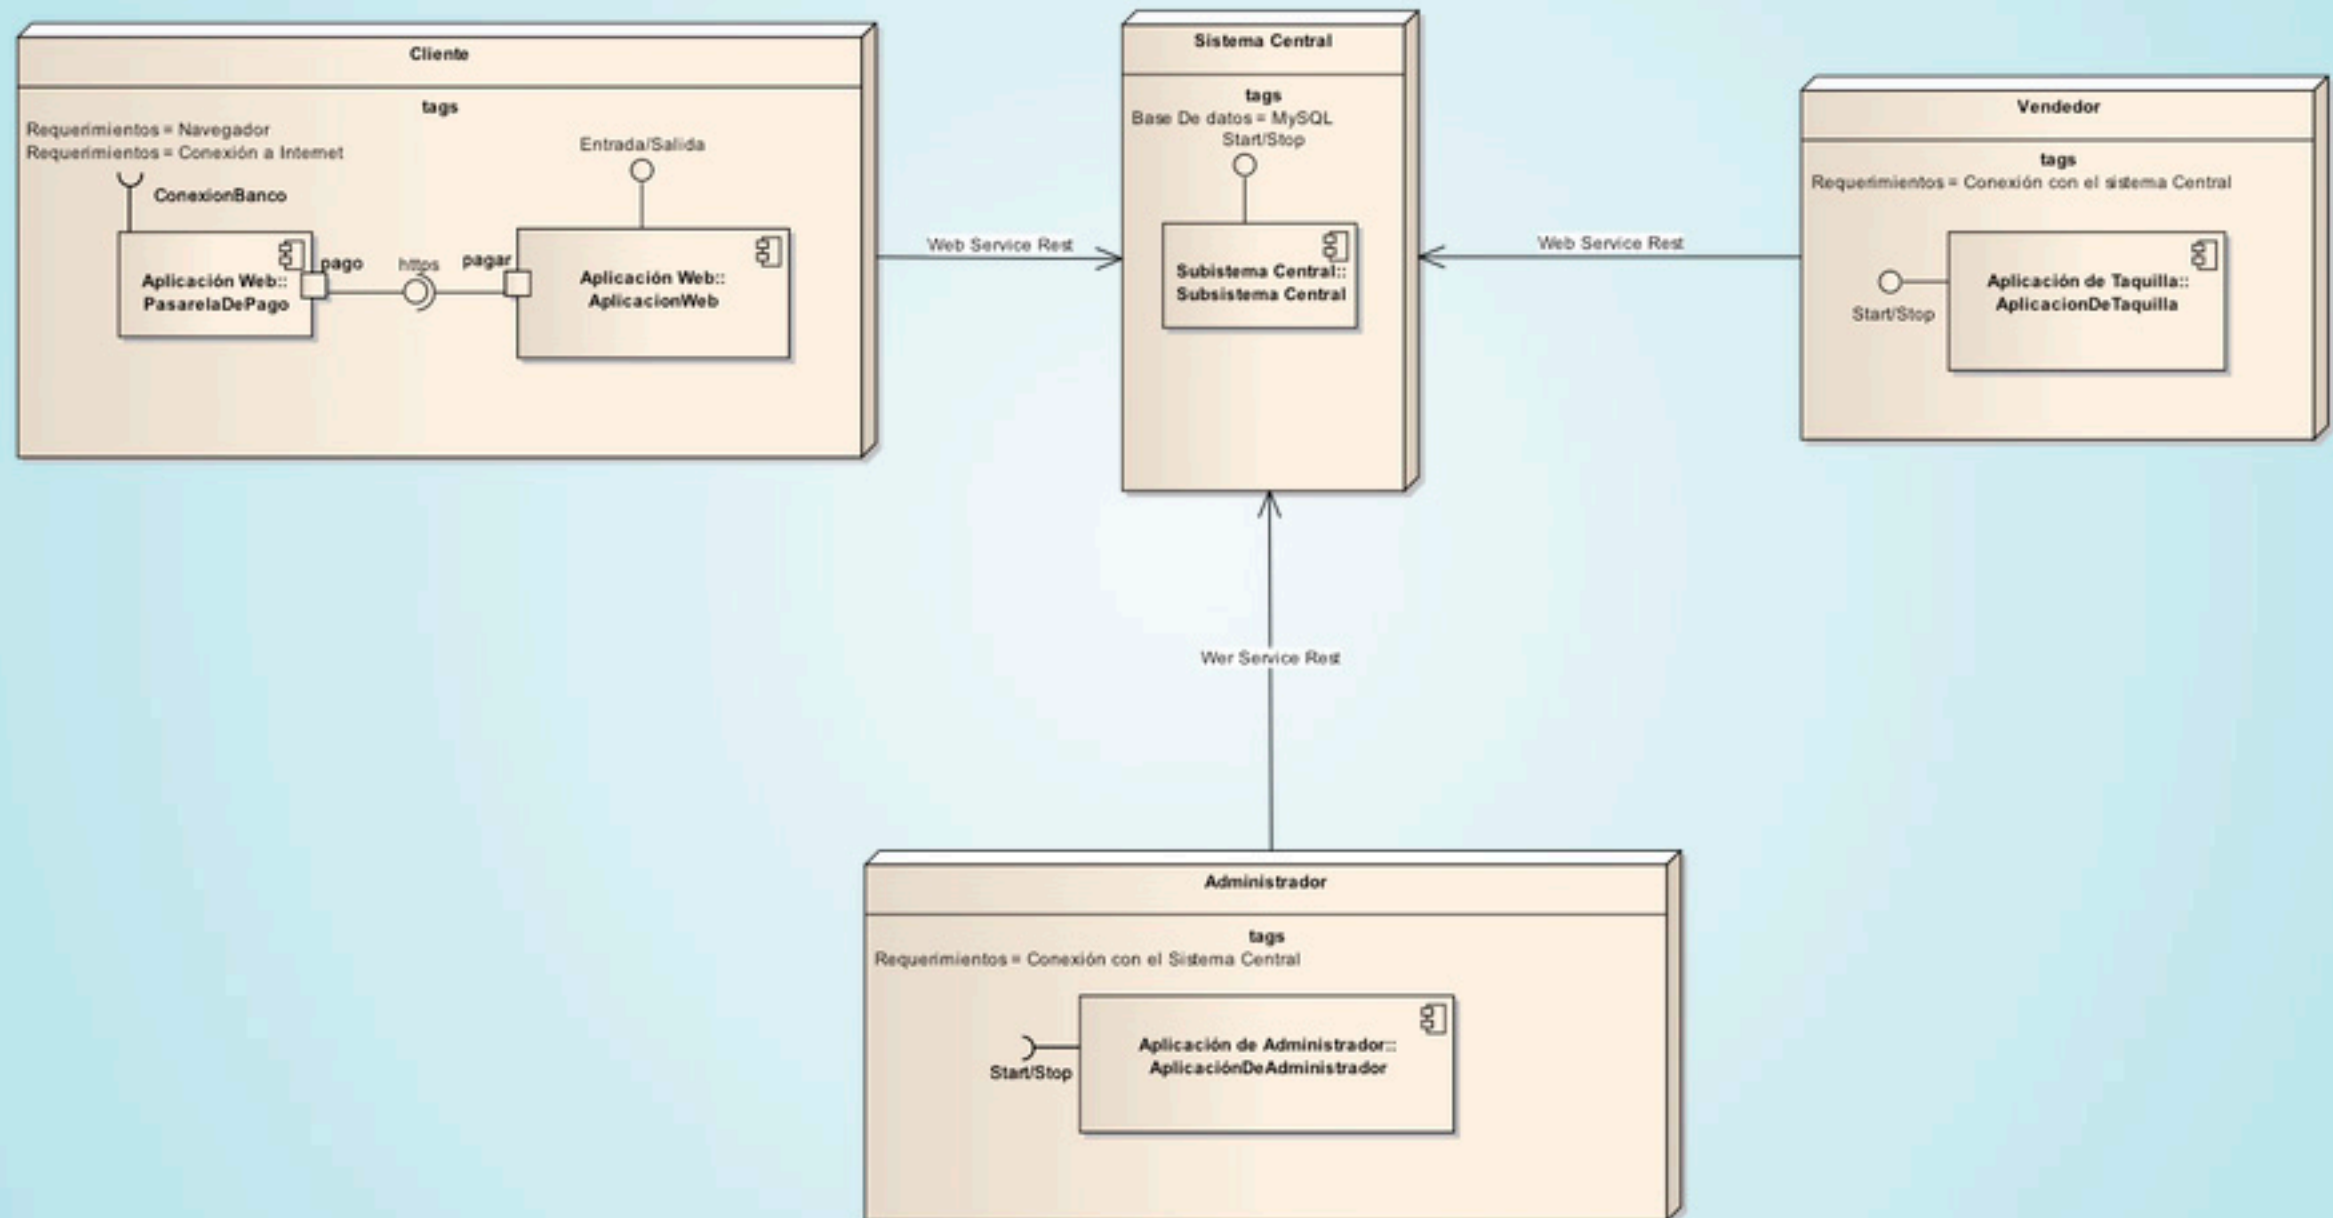 Cliente
tags
Requerimientos = Navegador
Requerimientos = Conexión a Internet
Entrada/Salida
ConexionBanco
Aplicación Web::
PasarelaDePago
pago
https
pagar
Aplicación Web::
AplicacionWeb
Web Service Rest
Sistema Central
tags
Base De datos = MySQL
Start/Stop
Subistema Central::
Subsistema Central
Web Service Rest
Vendedor
tags
Requerimientos = Conexión con el sistema Central
Start/Stop
Aplicación de Taquilla::
AplicacionDeTaquilla
Wer Service Rest
Administrador
tags
Requerimientos = Conexión con el Sistema Central
Start/Stop
Aplicación de Administrador::
AplicaciónDeAdministrador